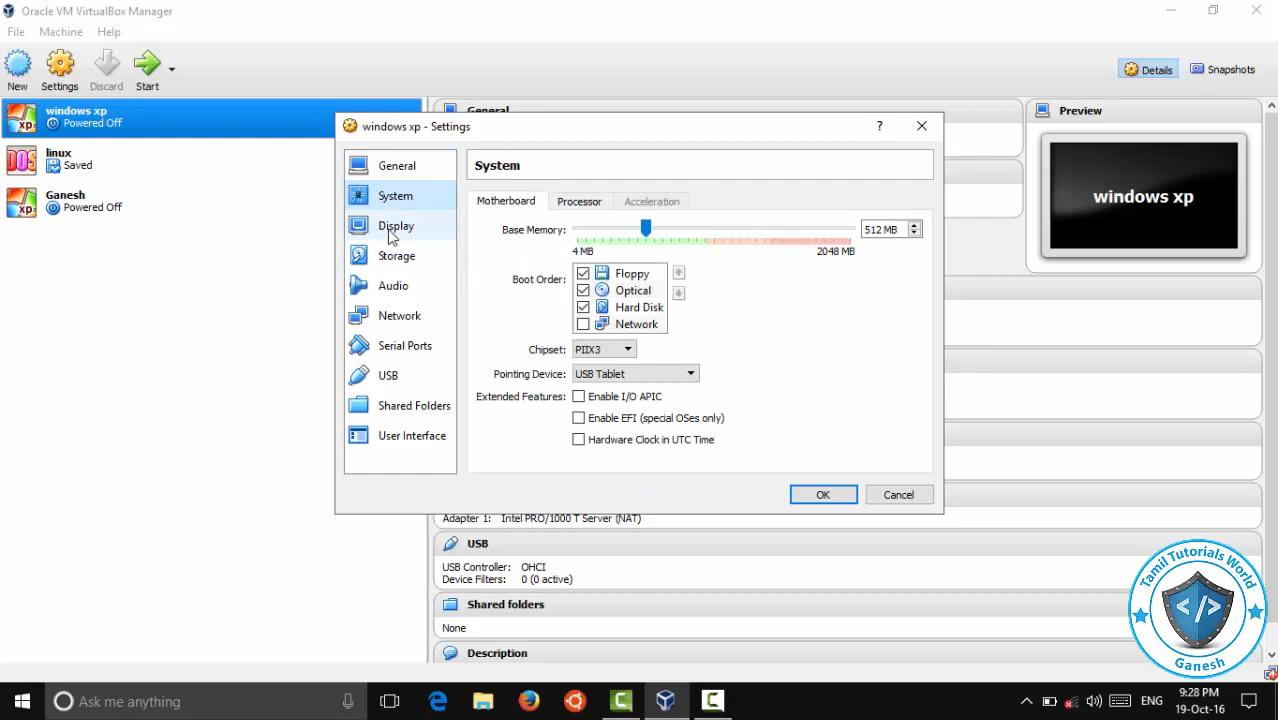 Oracle VM VirtualBox Manager
File Machine Help
New Settings Discard Start
Details Snapshots
windows xp
Powered Off
linux
Saved
Ganesh
Powered Off
General
Preview
windows xp
windows xp - Settings
?
General
System
Display
Storage
Audio
Network
Serial Ports
USB
Shared Folders
User Interface
System
Motherboard Processor Acceleration
Base Memory: 512 MB
4 MB 2048 MB
Boot Order: Floppy
Optical
Hard Disk
Network
Chipset: PIIX3
Pointing Device: USB Tablet
Extended Features: Enable I/O APIC
Enable EFI (special OSes only)
Hardware Clock in UTC Time
OK Cancel
Adapter 1: Intel PRO/1000 T Server (NAT)
USB
USB Controller: OHCI
Device Filters: 0 (0 active)
Shared folders
None
Description
Tamil Tutorials World
</>
Ganesh
Ask me anything
ENG
9:28 PM
19-Oct-16